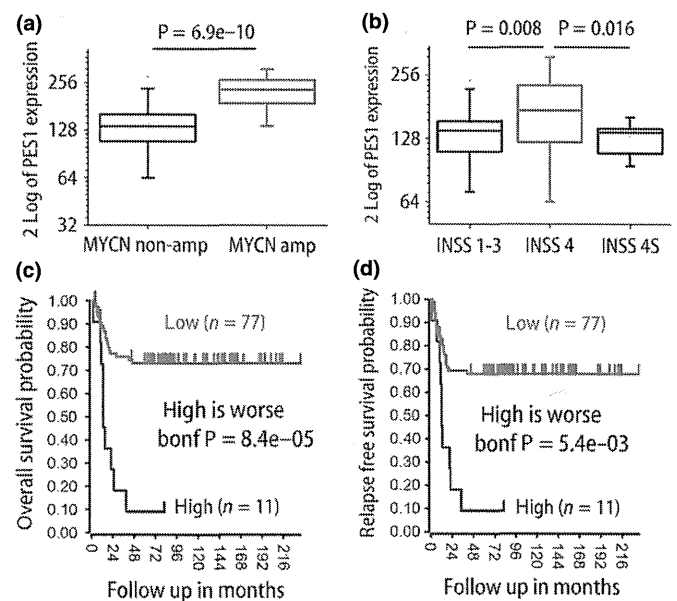 (a)
P = 6.9e−10
2 Log of PES1 expression
256
128
64
32
MYCN non-amp
MYCN amp
(b)
P = 0.008
P = 0.016
2 Log of PES1 expression
256
128
64
INSS 1-3
INSS 4
INSS 4S
(c)
Overall survival probability
1.00
0.90
0.80
0.70
0.60
0.50
0.40
0.30
0.20
0.10
0.00
Low (n = 77)
High is worse
bonf P = 8.4e−05
High (n = 11)
0
24
48
72
96
120
144
168
192
216
Follow up in months
(d)
Relapse free survival probability
1.00
0.90
0.80
0.70
0.60
0.50
0.40
0.30
0.20
0.10
0.00
Low (n = 77)
High is worse
bonf P = 5.4e−03
High (n = 11)
0
24
48
72
96
120
144
168
192
216
Follow up in months